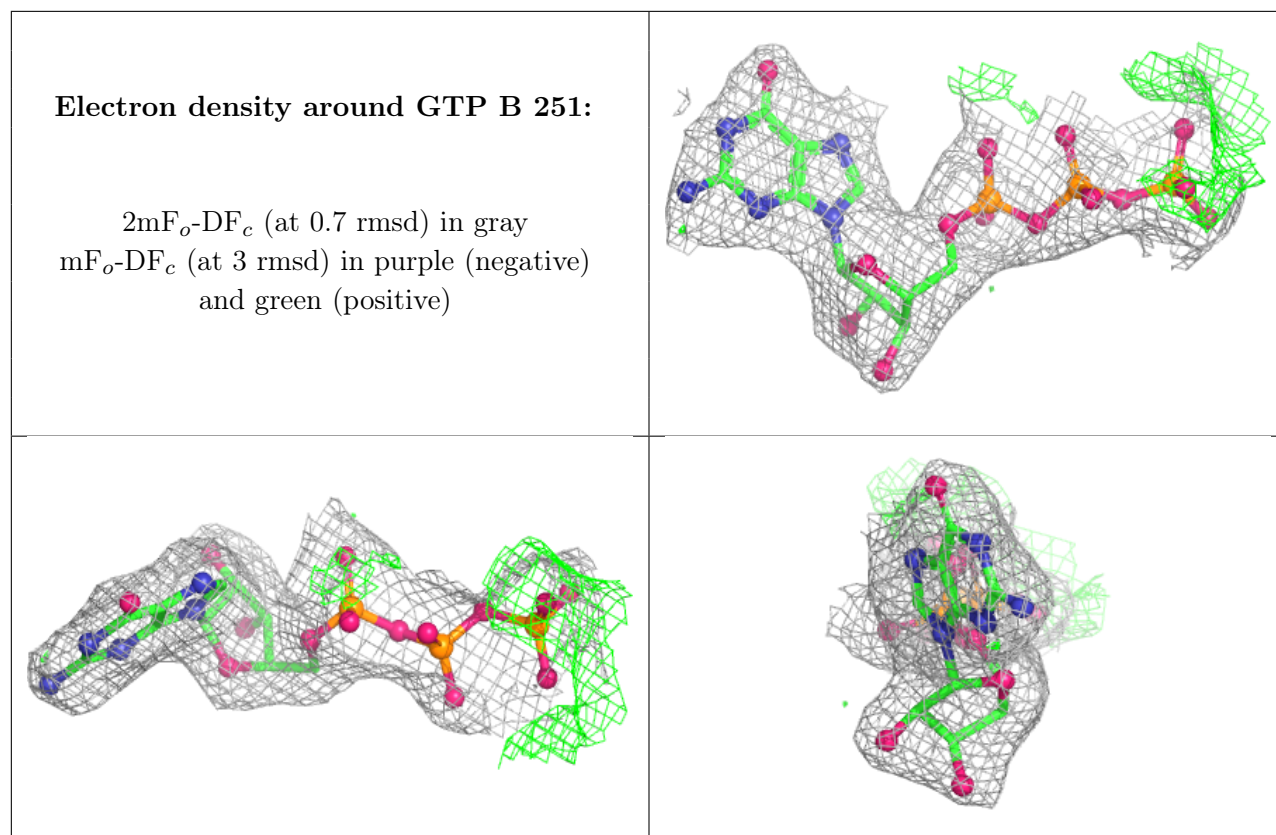 Electron density around GTP B 251:
2mFo-DFc (at 0.7 rmsd) in gray
mFo-DFc (at 3 rmsd) in purple (negative)
and green (positive)